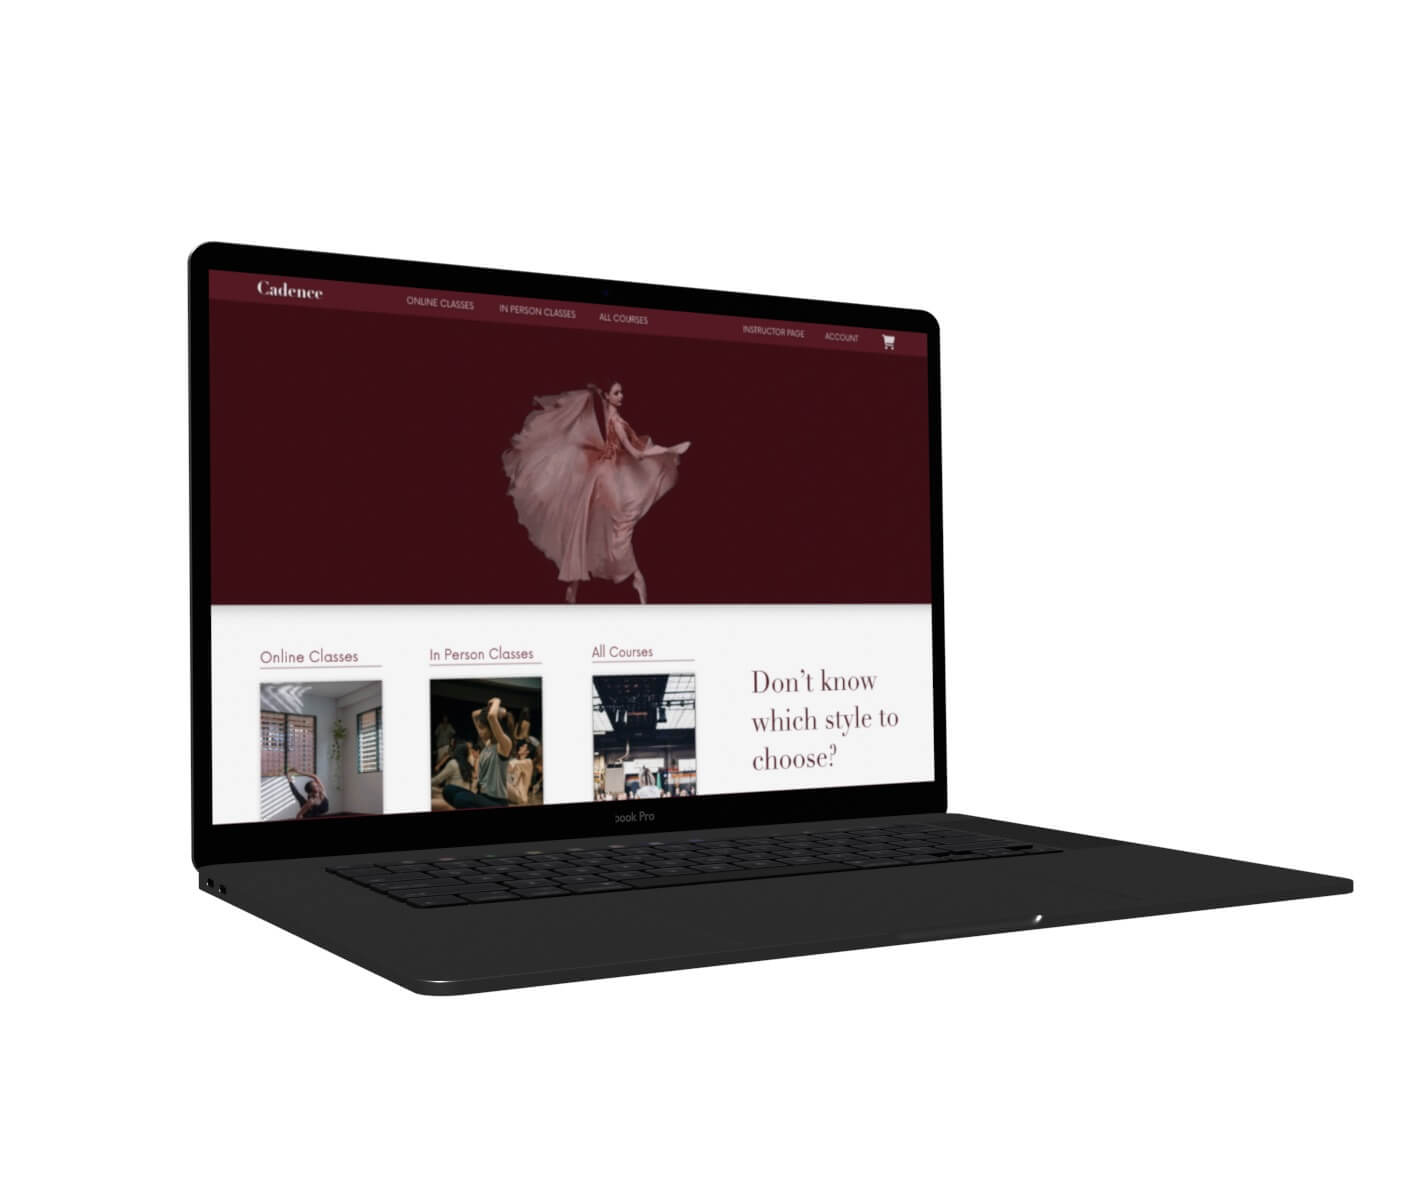 Cadence
ONLINE CLASSES
IN PERSON CLASSES
ALL COURSES
INSTRUCTOR PAGE
ACCOUNT
Online Classes
In Person Classes
All Courses
Don't know
which style to
choose?
book Pro